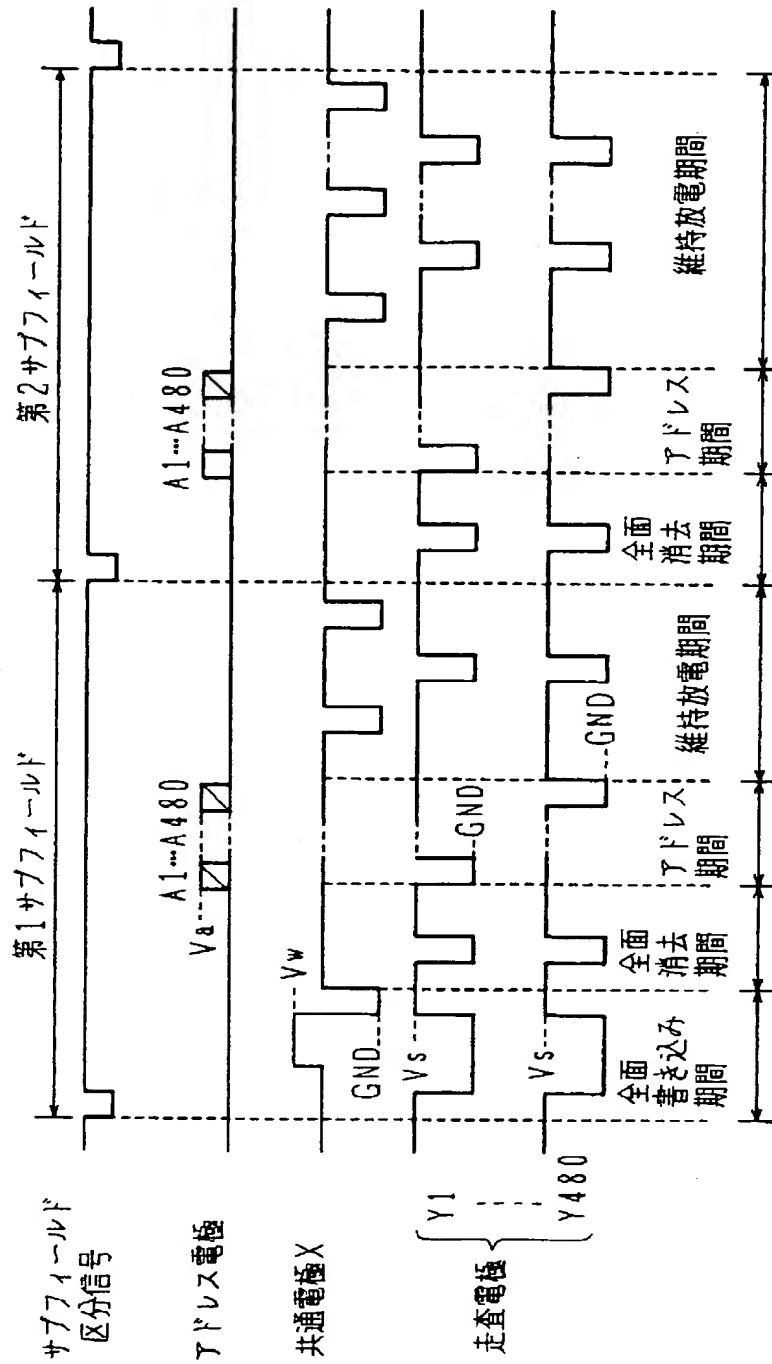 第1サブフィールド
第2サブフィールド
サブフィールド
区分信号
アドレス電極
Va
A1…A480
A1…A480
共通電極X
Vw
GND
走査電極
Y1
Y480
Vs
GND
Vs
GND
全面
書き込み
期間
全面
消去
期間
アドレス
期間
維持放電期間
全面
消去
期間
アドレス
期間
維持放電期間